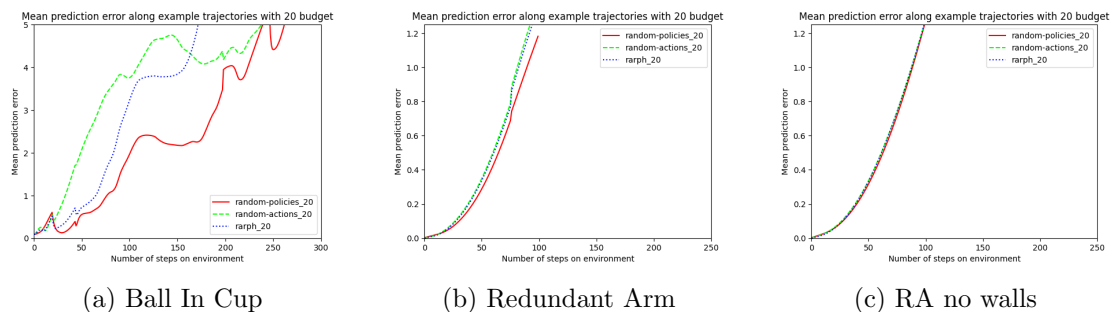 Mean prediction error along example trajectories with 20 budget
Mean prediction error
5
4
3
2
1
0
0 50 100 150 200 250 300
Number of steps on environment
random-policies_20
random-actions_20
rarph_20
(a) Ball In Cup
Mean prediction error along example trajectories with 20 budget
Mean prediction error
1.2
1.0
0.8
0.6
0.4
0.2
0.0
0 50 100 150 200 250
Number of steps on environment
random-policies_20
random-actions_20
rarph_20
(b) Redundant Arm
Mean prediction error along example trajectories with 20 budget
Mean prediction error
1.2
1.0
0.8
0.6
0.4
0.2
0.0
0 50 100 150 200 250
Number of steps on environment
random-policies_20
random-actions_20
rarph_20
(c) RA no walls